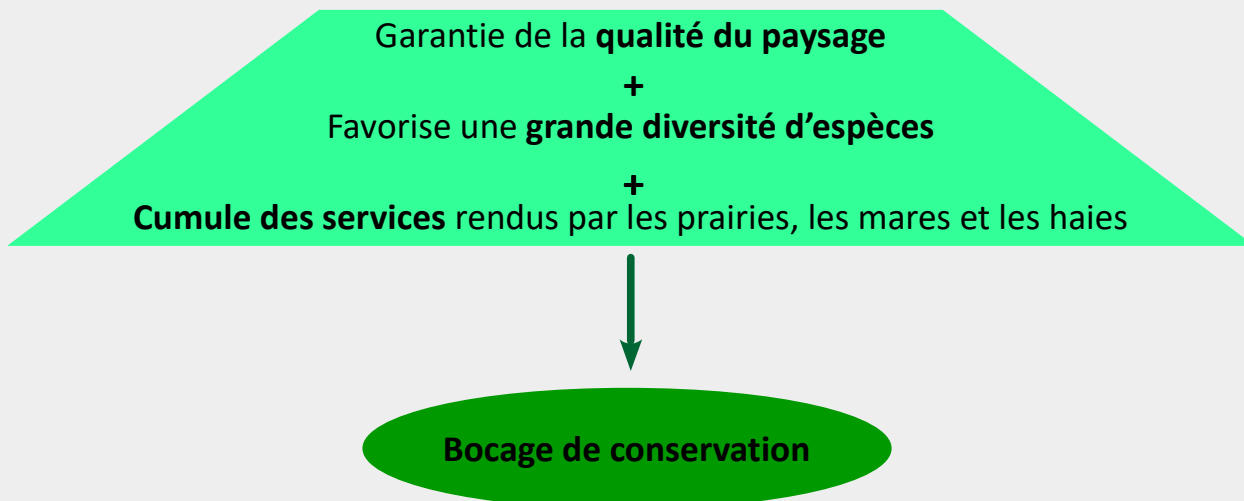 Garantie de la qualité du paysage
+
Favorise une grande diversité d’espèces
+
Cumule des services rendus par les prairies, les mares et les haies
Bocage de conservation